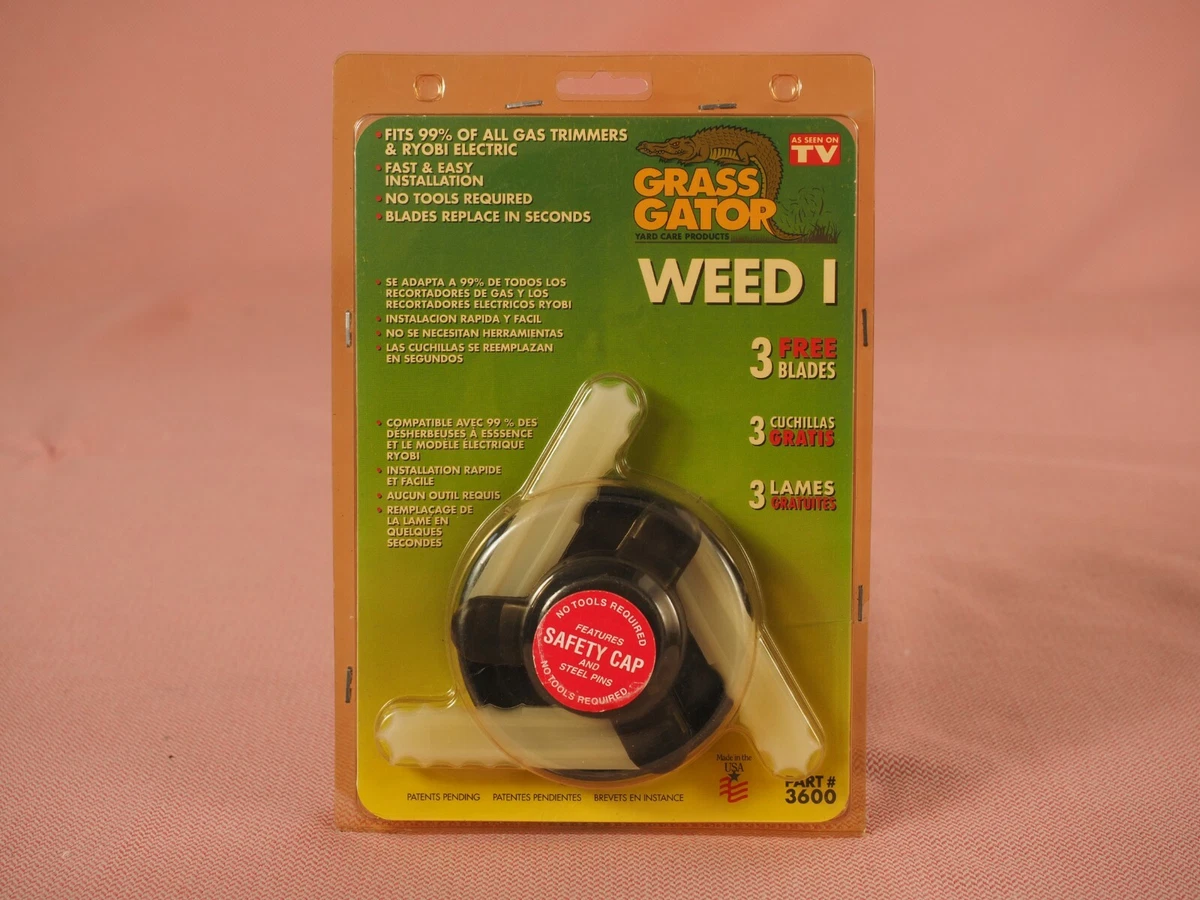 • FITS 99% OF ALL GAS TRIMMERS
& RYOBI ELECTRIC
• FAST & EASY
INSTALLATION
• NO TOOLS REQUIRED
• BLADES REPLACE IN SECONDS
AS SEEN ON
TV
GRASS
GATOR
YARD CARE PRODUCTS
WEED I
• SE ADAPTA A 99% DE TODOS LOS
RECORTADORES DE GAS Y LOS
RECORTADORES ELECTRICOS RYOBI
• INSTALACION RAPIDA Y FACIL
• NO SE NECESITAN HERRAMIENTAS
• LAS CUCHILLAS SE REEMPLAZAN
EN SEGUNDOS
3 FREE
BLADES
3 CUCHILLAS
GRATIS
3 LAMES
GRATUITES
• COMPATIBLE AVEC 99 % DES
DÉSHERBEUSES À ESSSENCE
ET LE MODÈLE ÉLECTRIQUE
RYOBI
• INSTALLATION RAPIDE
ET FACILE
• AUCUN OUTIL REQUIS
• REMPLAÇAGE DE
LA LAME EN
QUELQUES
SECONDES
NO TOOLS REQUIRED
FEATURES
SAFETY CAP
AND
STEEL PINS
NO TOOLS REQUIRED
Made in the
USA
PART #
3600
PATENTS PENDING PATENTES PENDIENTES BREVETS EN INSTANCE